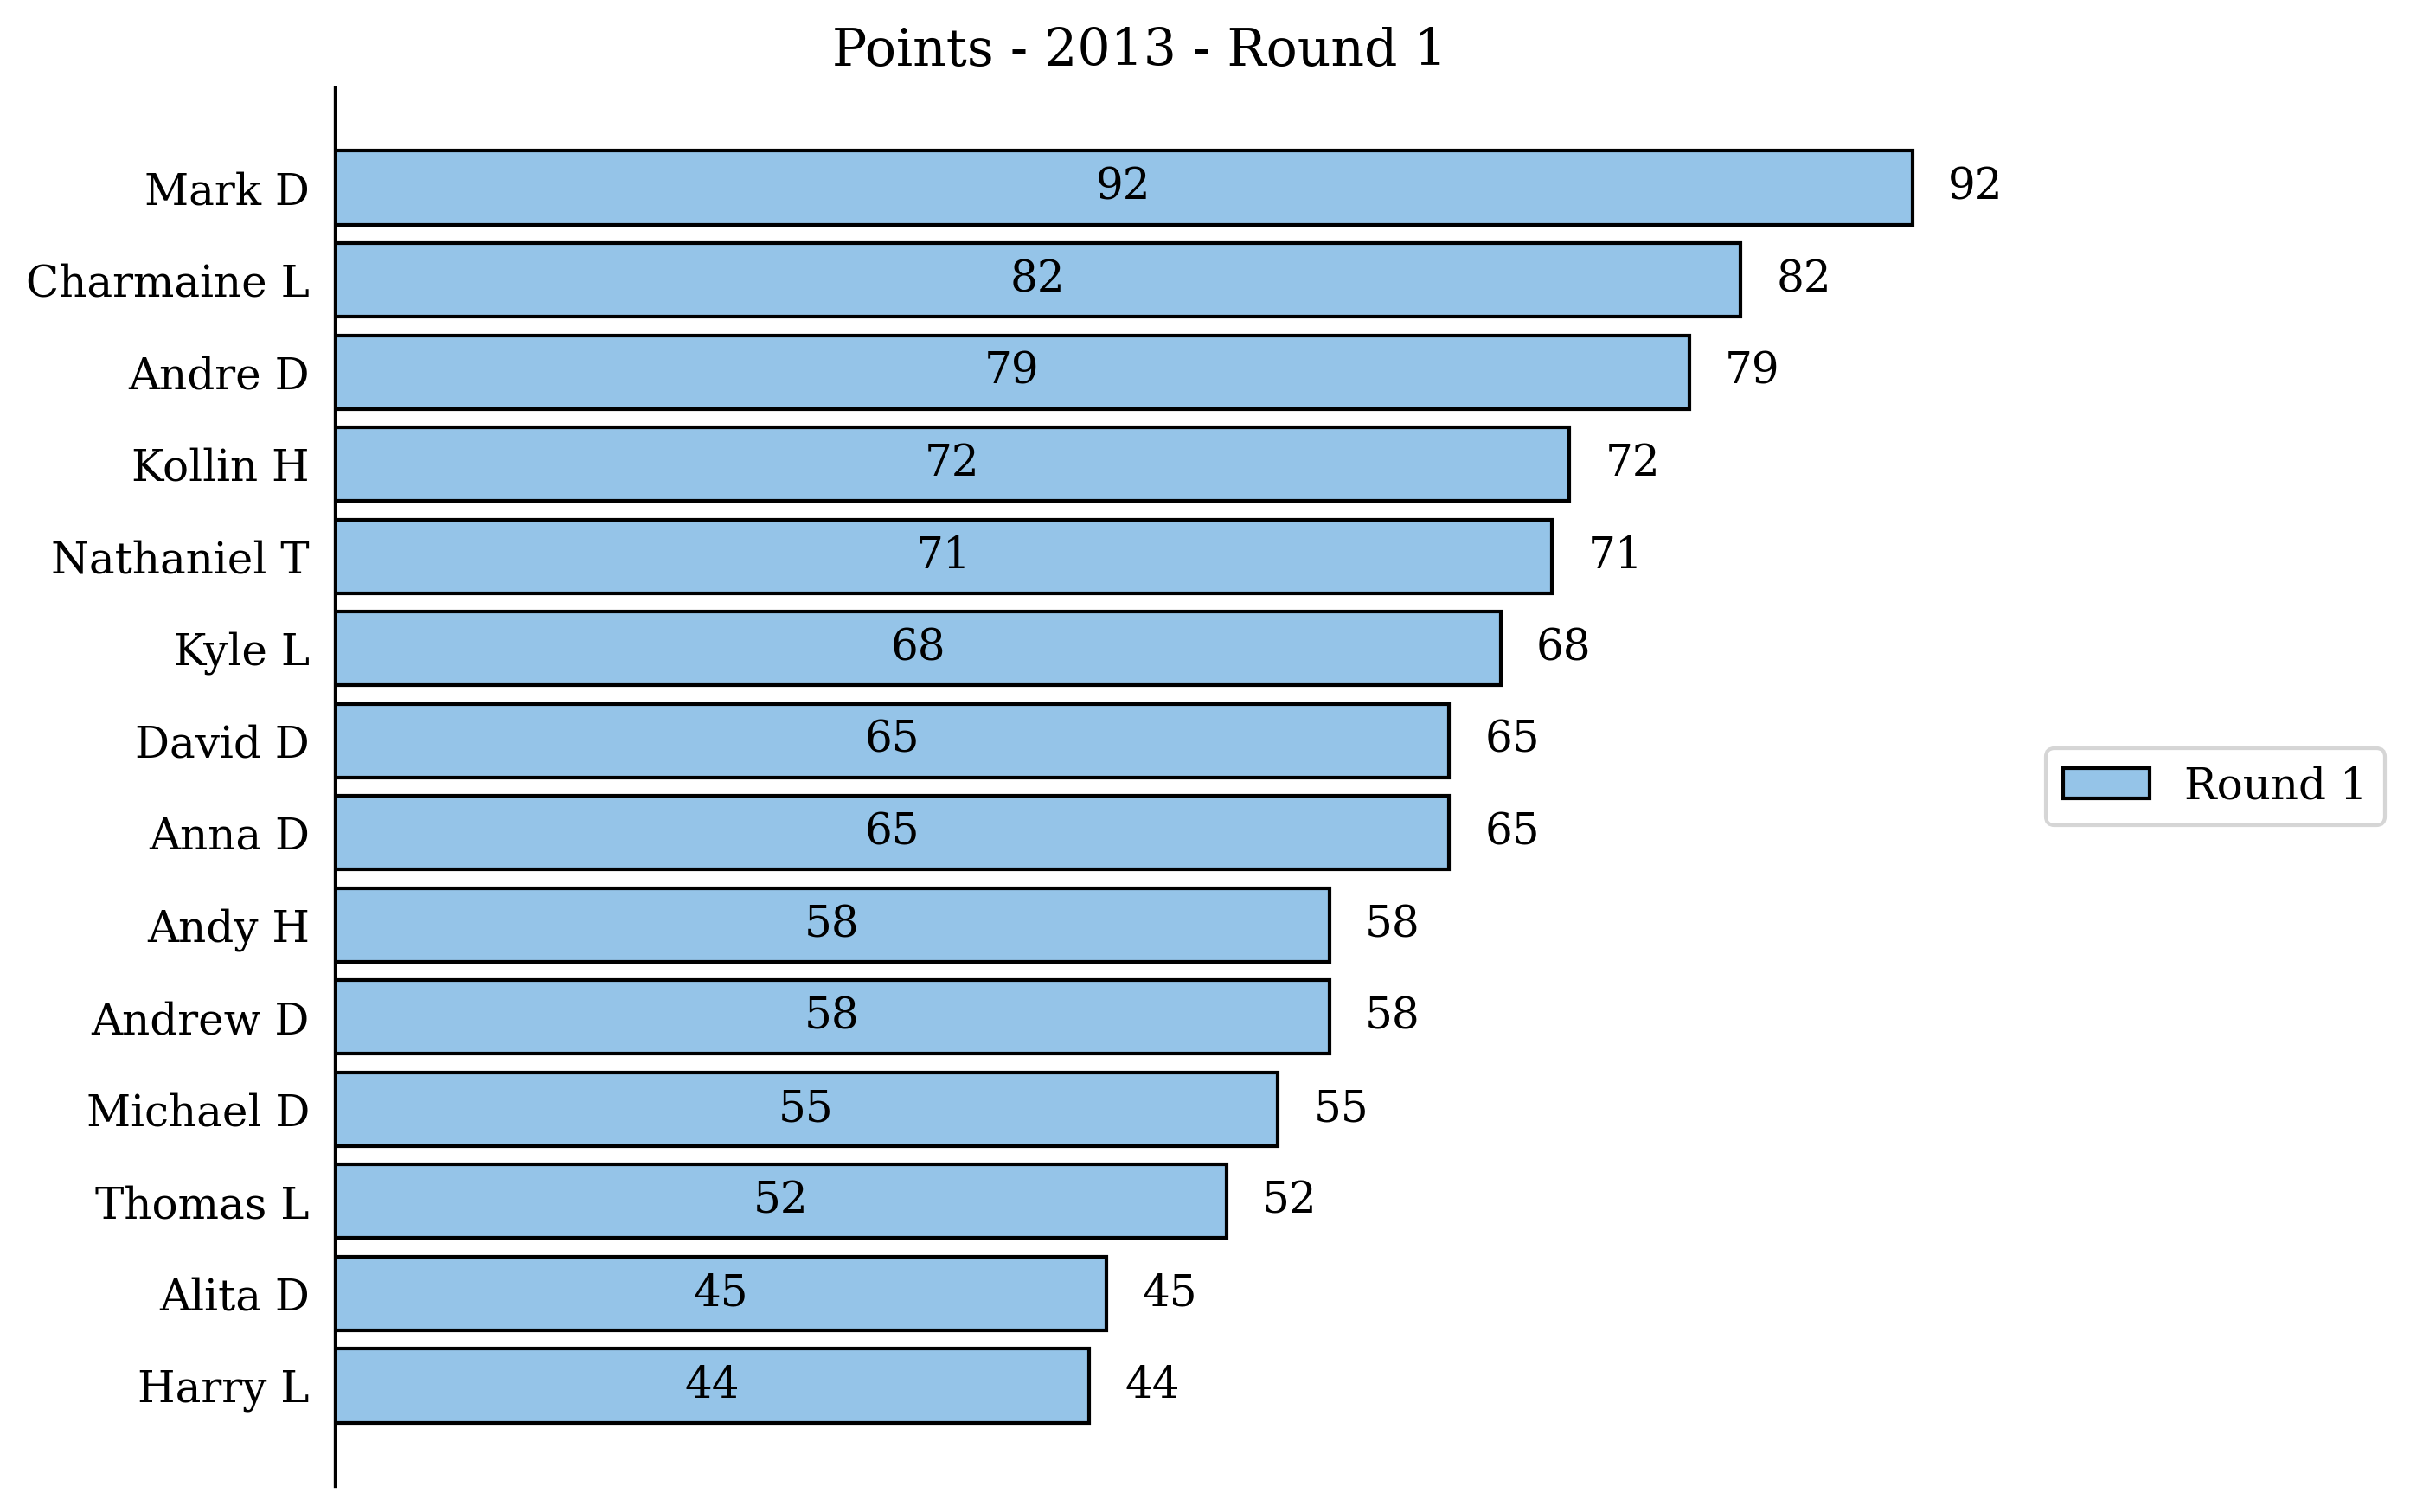 Points - 2013 - Round 1
Mark D 92 92
Charmaine L 82 82
Andre D 79 79
Kollin H 72 72
Nathaniel T 71 71
Kyle L 68 68
David D 65 65
Round 1
Anna D 65 65
Andy H 58 58
Andrew D 58 58
Michael D 55 55
Thomas L 52 52
Alita D 45 45
Harry L 44 44